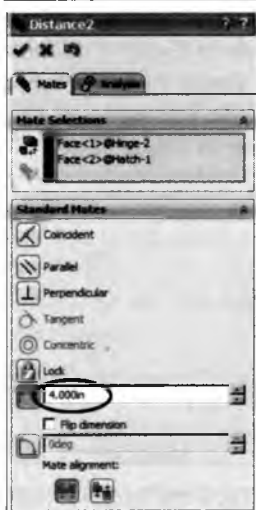 Distance2 ? ?
Mates Analysis
Mate Selections
Face<1>@Hinge-2
Face<2>@Hatch-1
Standard Mates
Coincident
Parallel
Perpendicular
Tangent
Concentric
Lock
4.000in
Flip dimension
0deg
Mate alignment: